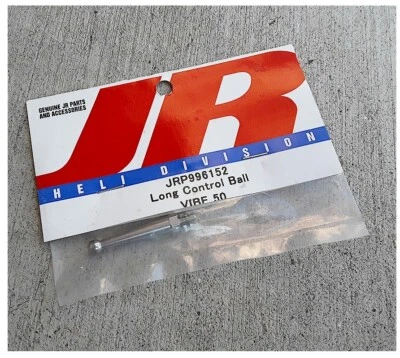 GENUINE JR PARTS
AND ACCESSORIES
JR
HELI DIVISION
JRP996152
Long Control Ball
VIBE 50